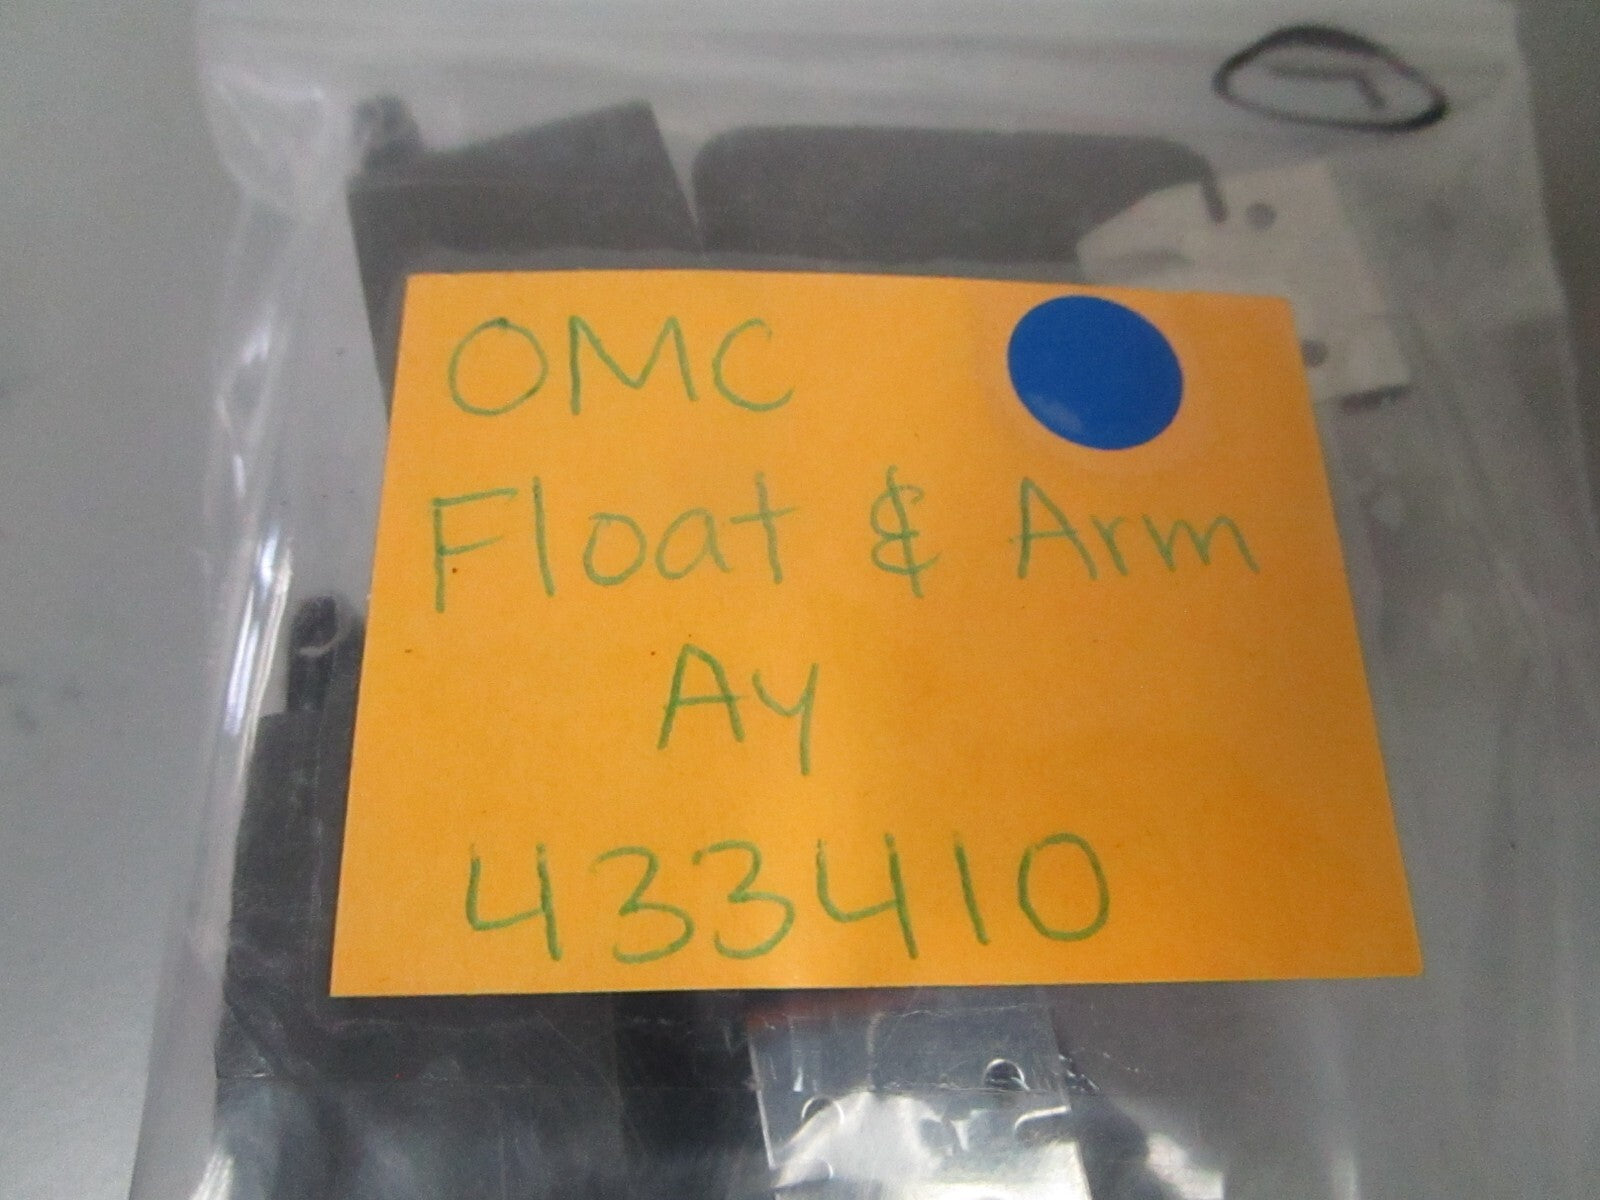 OMC
Float & Arm
Ay
433410